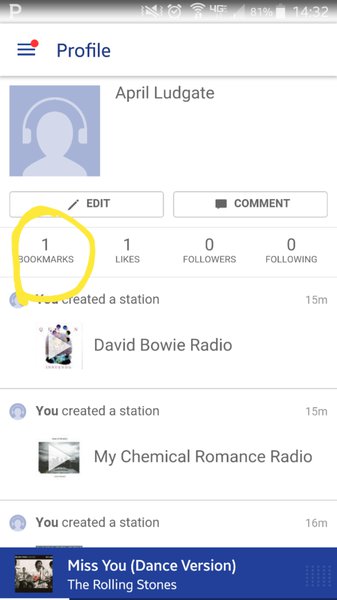 81% 14:32
Profile
April Ludgate
EDIT
COMMENT
1 1 0 0
BOOKMARKS LIKES FOLLOWERS FOLLOWING
You created a station 15m
David Bowie Radio
You created a station 15m
My Chemical Romance Radio
You created a station 16m
Miss You (Dance Version)
The Rolling Stones